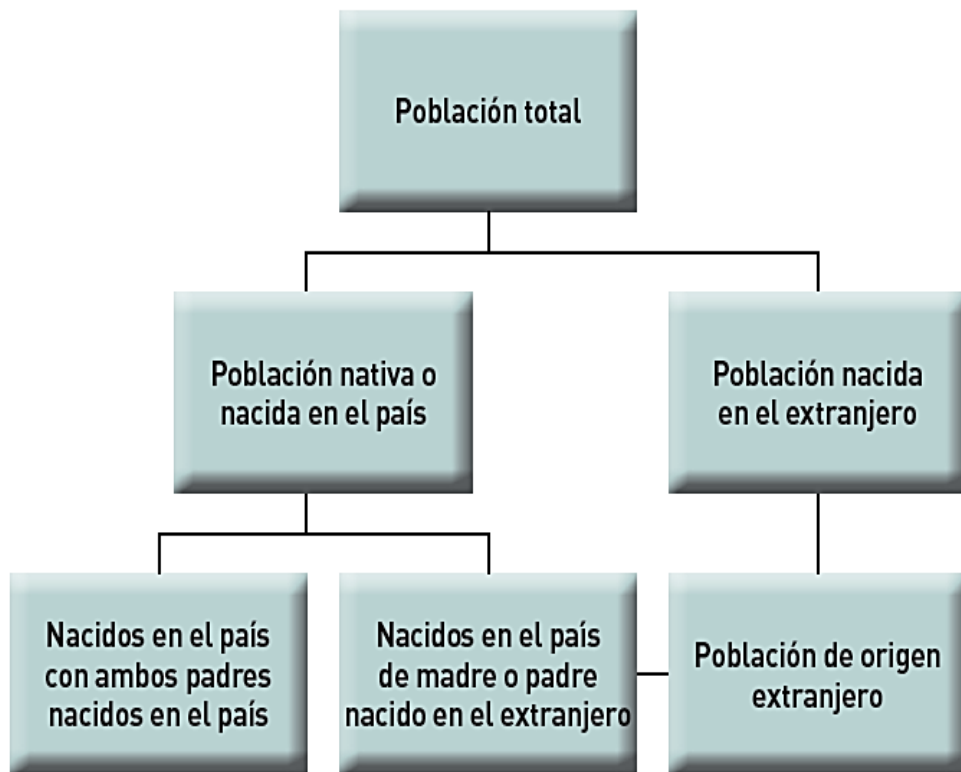 Población total
Población nativa o
nacida en el país
Población nacida
en el extranjero
Nacidos en el país
con ambos padres
nacidos en el país
Nacidos en el país
de madre o padre
nacido en el extranjero
Población de origen
extranjero